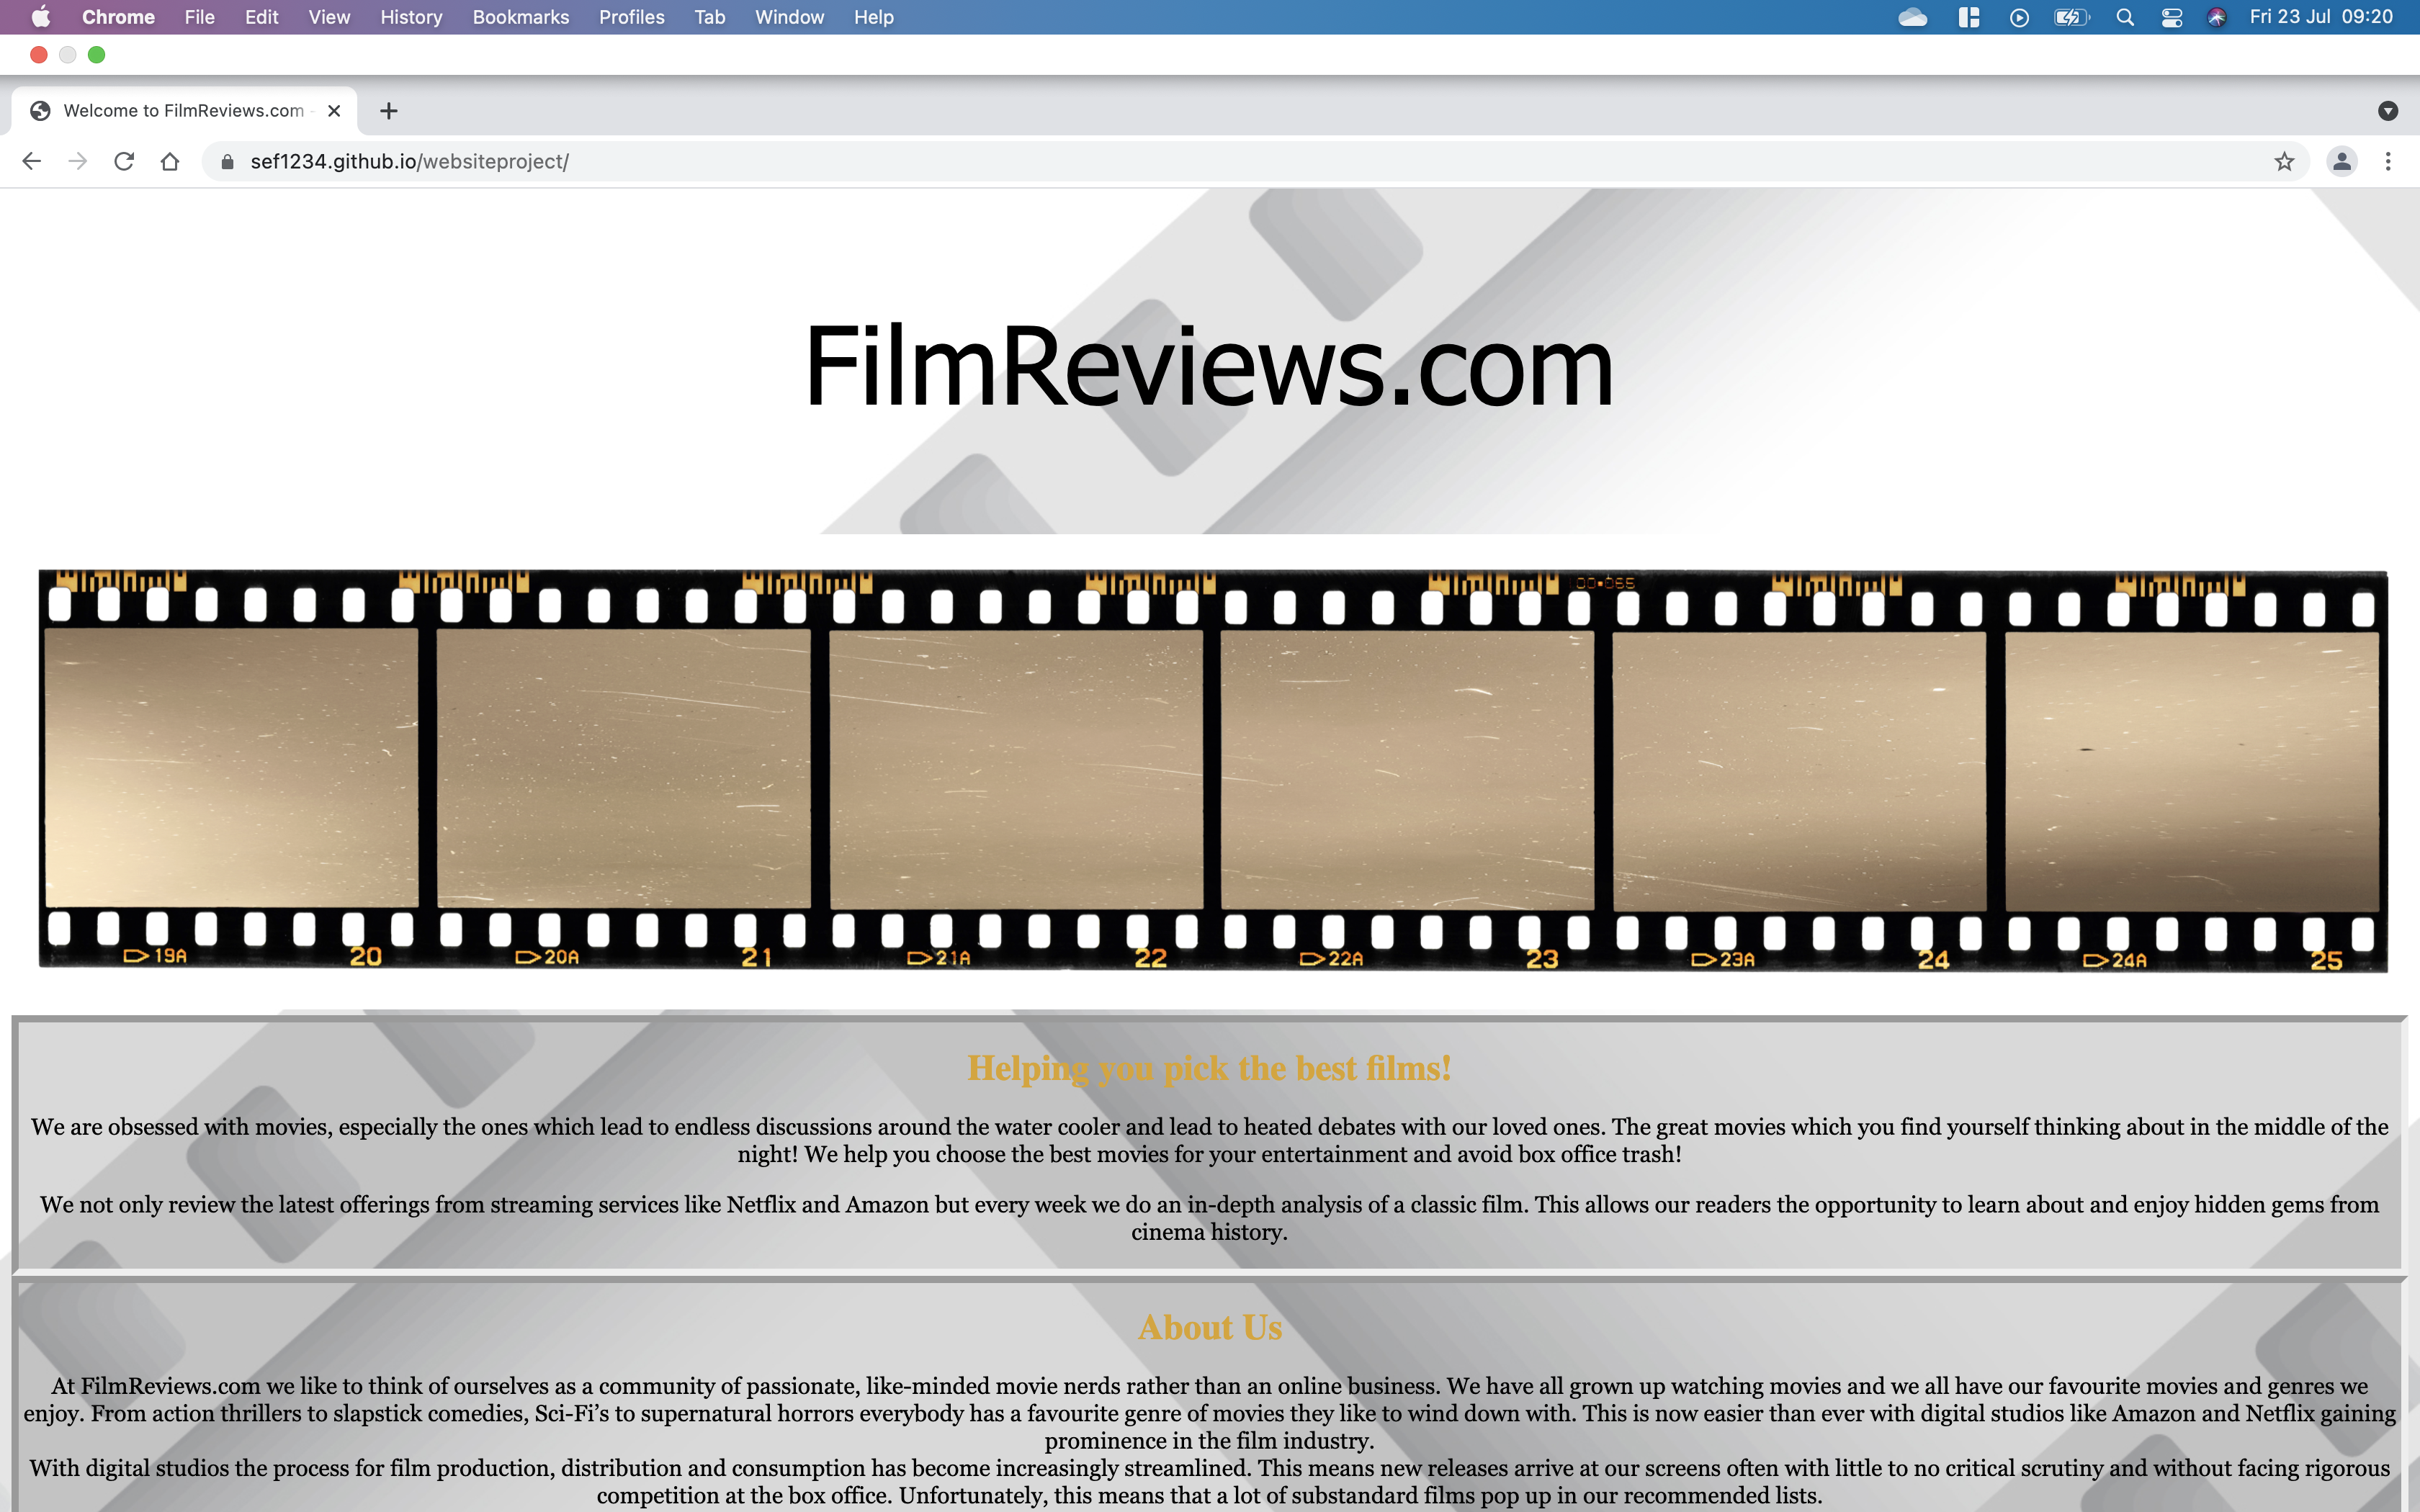 Chrome File Edit View History Bookmarks Profiles Tab Window Help Fri 23 Jul 09:20
Welcome to FilmReviews.com -
sef1234.github.io/websiteproject/
FilmReviews.com
19A 20 20A 21 21A 22 22A 23 23A 24 24A 25
Helping you pick the best films!
We are obsessed with movies, especially the ones which lead to endless discussions around the water cooler and lead to heated debates with our loved ones. The great movies which you find yourself thinking about in the middle of the
night! We help you choose the best movies for your entertainment and avoid box office trash!
We not only review the latest offerings from streaming services like Netflix and Amazon but every week we do an in-depth analysis of a classic film. This allows our readers the opportunity to learn about and enjoy hidden gems from
cinema history.
About Us
At FilmReviews.com we like to think of ourselves as a community of passionate, like-minded movie nerds rather than an online business. We have all grown up watching movies and we all have our favourite movies and genres we
enjoy. From action thrillers to slapstick comedies, Sci-Fi’s to supernatural horrors everybody has a favourite genre of movies they like to wind down with. This is now easier than ever with digital studios like Amazon and Netflix gaining
prominence in the film industry.
With digital studios the process for film production, distribution and consumption has become increasingly streamlined. This means new releases arrive at our screens often with little to no critical scrutiny and without facing rigorous
competition at the box office. Unfortunately, this means that a lot of substandard films pop up in our recommended lists.